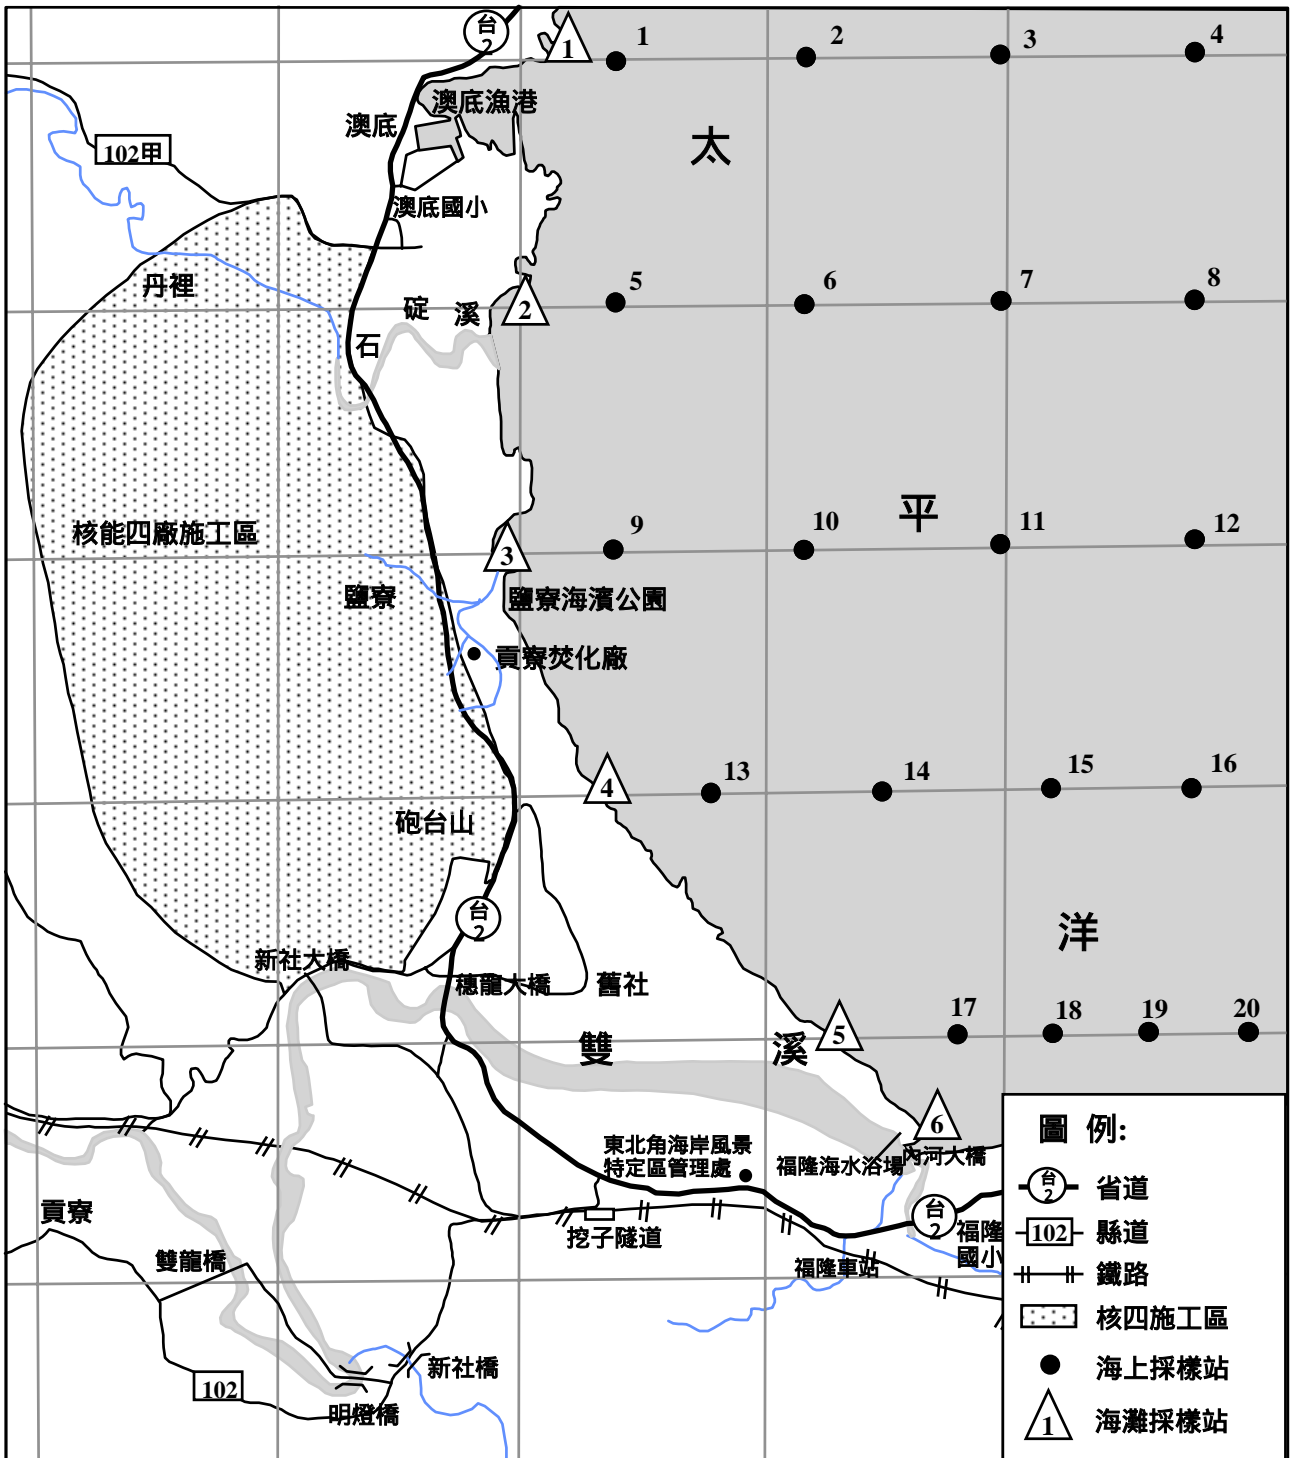 台
2
1
1
2
3
4
澳底漁港
澳底
太
102甲
澳底國小
丹裡
碇
溪
石
2
5
6
7
8
平
核能四廠施工區
3
9
10
11
12
鹽寮
鹽寮海濱公園
貢寮焚化廠
4
13
14
15
16
砲台山
台
2
洋
新社大橋
穗龍大橋
舊社
雙
溪
5
17
18
19
20
6
東北角海岸風景
特定區管理處
福隆海水浴場
內河大橋
貢寮
挖子隧道
台
2
福隆
國小
雙龍橋
福隆車站
新社橋
102
明燈橋
圖 例:
台
2
省道
102
縣道
鐵路
核四施工區
海上採樣站
1
海灘採樣站